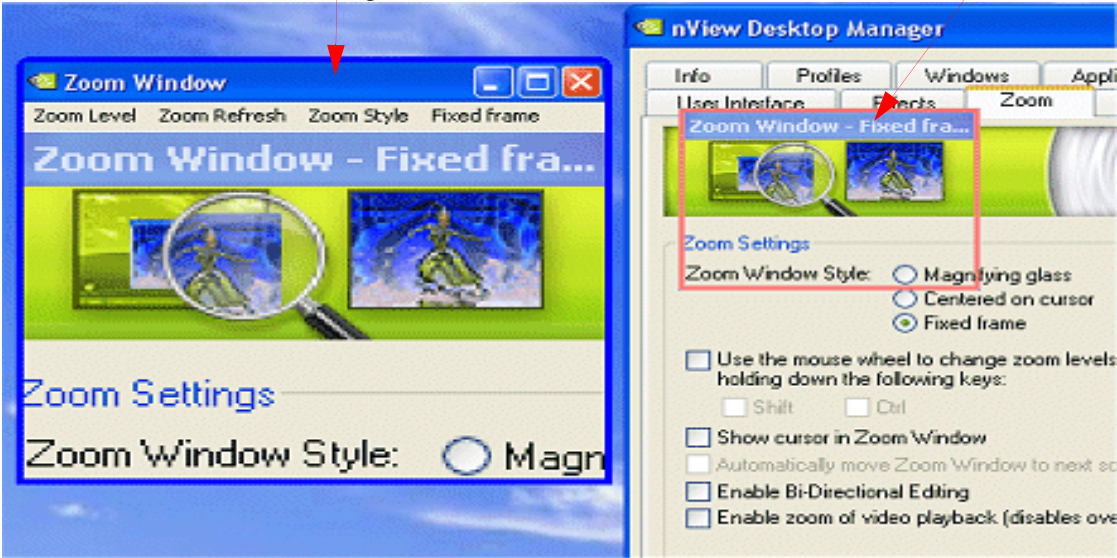 Zoom Window
Zoom Level Zoom Refresh Zoom Style Fixed frame
Zoom Window - Fixed fra...
Zoom Settings
Zoom Window Style: Magn
nView Desktop Manager
Info Profiles Windows Appli
User Interface Effects Zoom
Zoom Window - Fixed fra...
Zoom Settings
Zoom Window Style: Magnifying glass
Centered on cursor
Fixed frame
Use the mouse wheel to change zoom levels
holding down the following keys:
Shift Ctrl
Show cursor in Zoom Window
Automatically move Zoom Window to next sc
Enable Bi-Directional Editing
Enable zoom of video playback (disables ove